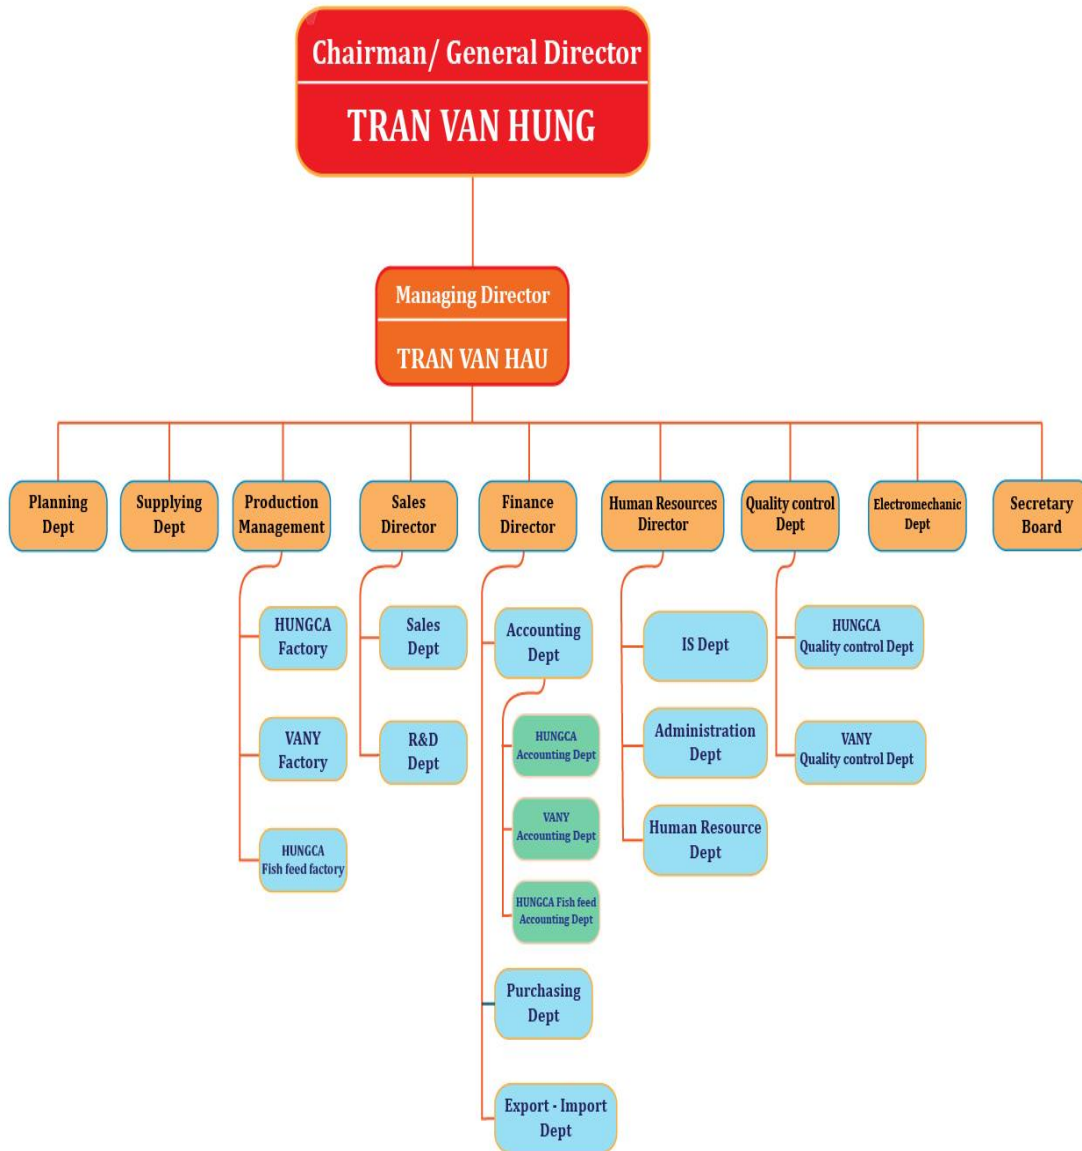 Chairman/ General Director
TRAN VAN HUNG
Managing Director
TRAN VAN HAU
Planning
Dept
Supplying
Dept
Production
Management
Sales
Director
Finance
Director
Human Resources
Director
Quality control
Dept
Electromechanic
Dept
Secretary
Board
HUNGCA
Factory
VANY
Factory
HUNGCA
Fish feed factory
Sales
Dept
R&D
Dept
Accounting
Dept
HUNGCA
Accounting Dept
VANY
Accounting Dept
HUNGCA Fish feed
Accounting Dept
Purchasing
Dept
Export - Import
Dept
IS Dept
Administration
Dept
Human Resource
Dept
HUNGCA
Quality control Dept
VANY
Quality control Dept